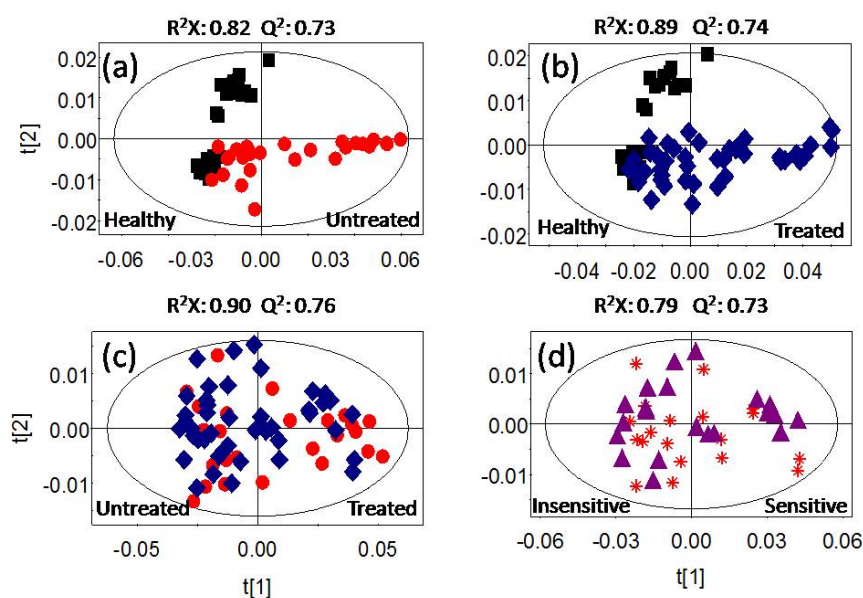 R²X: 0.82 Q²: 0.73
(a)
t[2]
0.02
0.01
0.00
-0.01
-0.02
Healthy
Untreated
-0.06
-0.03
0.00
0.03
0.06
R²X: 0.89 Q²: 0.74
(b)
0.02
0.01
0.00
-0.01
-0.02
Healthy
Treated
-0.04
-0.02
0.00
0.02
0.04
R²X: 0.90 Q²: 0.76
(c)
t[2]
0.01
0.00
-0.01
Untreated
Treated
-0.05
0.00
0.05
t[1]
R²X: 0.79 Q²: 0.73
(d)
0.01
0.00
-0.01
Insensitive
Sensitive
-0.06
-0.03
0.00
0.03
0.06
t[1]